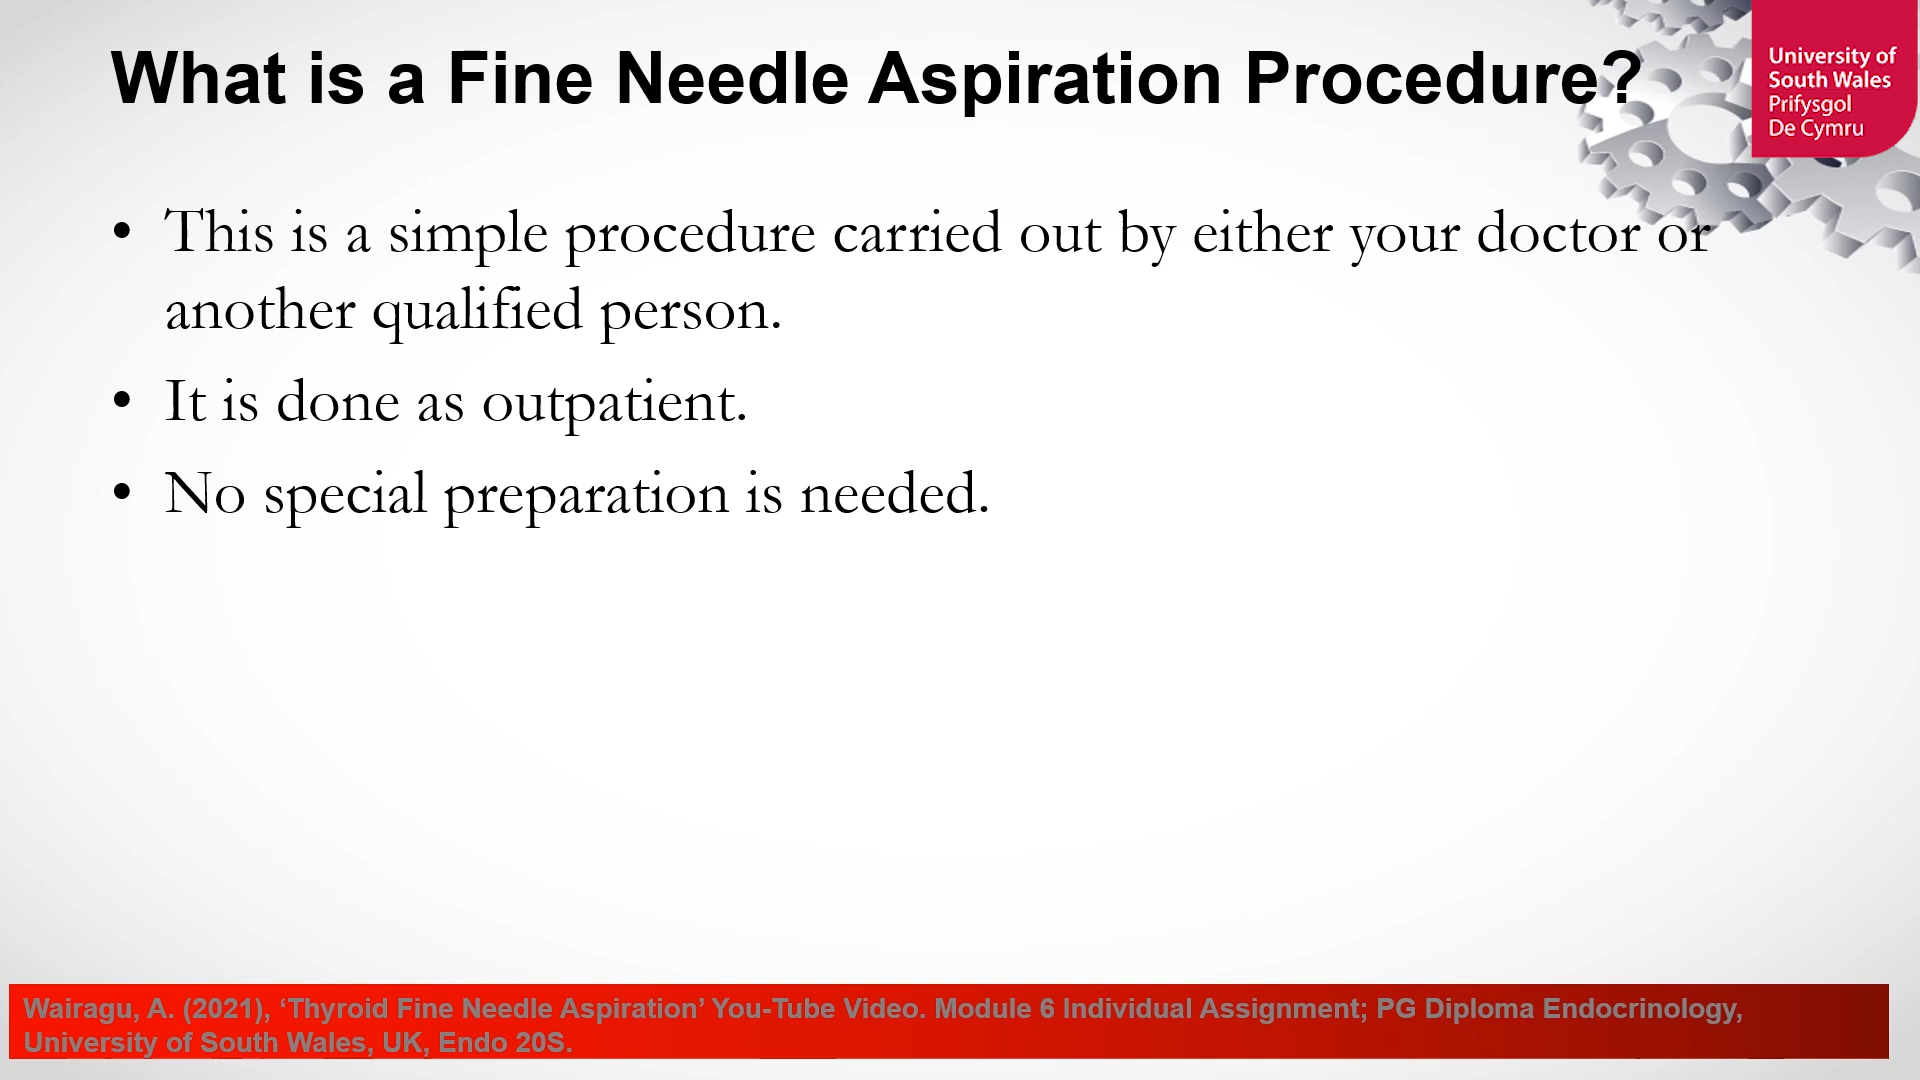 What is a Fine Needle Aspiration Procedure?
University of
South Wales
Prifysgol
De Cymru
• This is a simple procedure carried out by either your doctor or
another qualified person.
• It is done as outpatient.
• No special preparation is needed.
Wairagu, A. (2021), ‘Thyroid Fine Needle Aspiration’ You-Tube Video. Module 6 Individual Assignment; PG Diploma Endocrinology,
University of South Wales, UK, Endo 20S.